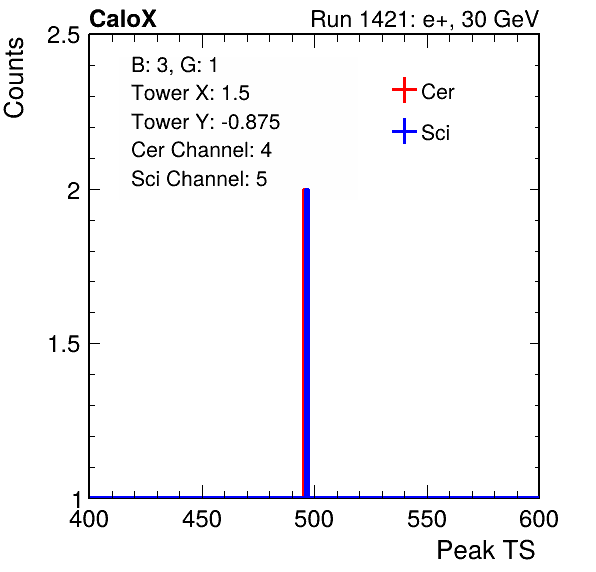 CaloX Run 1421: e+, 30 GeV
Counts
2.5
B: 3, G: 1
Tower X: 1.5
Tower Y: -0.875
Cer Channel: 4
Sci Channel: 5
Cer
Sci
2
1.5
1
400 450 500 550 600
Peak TS